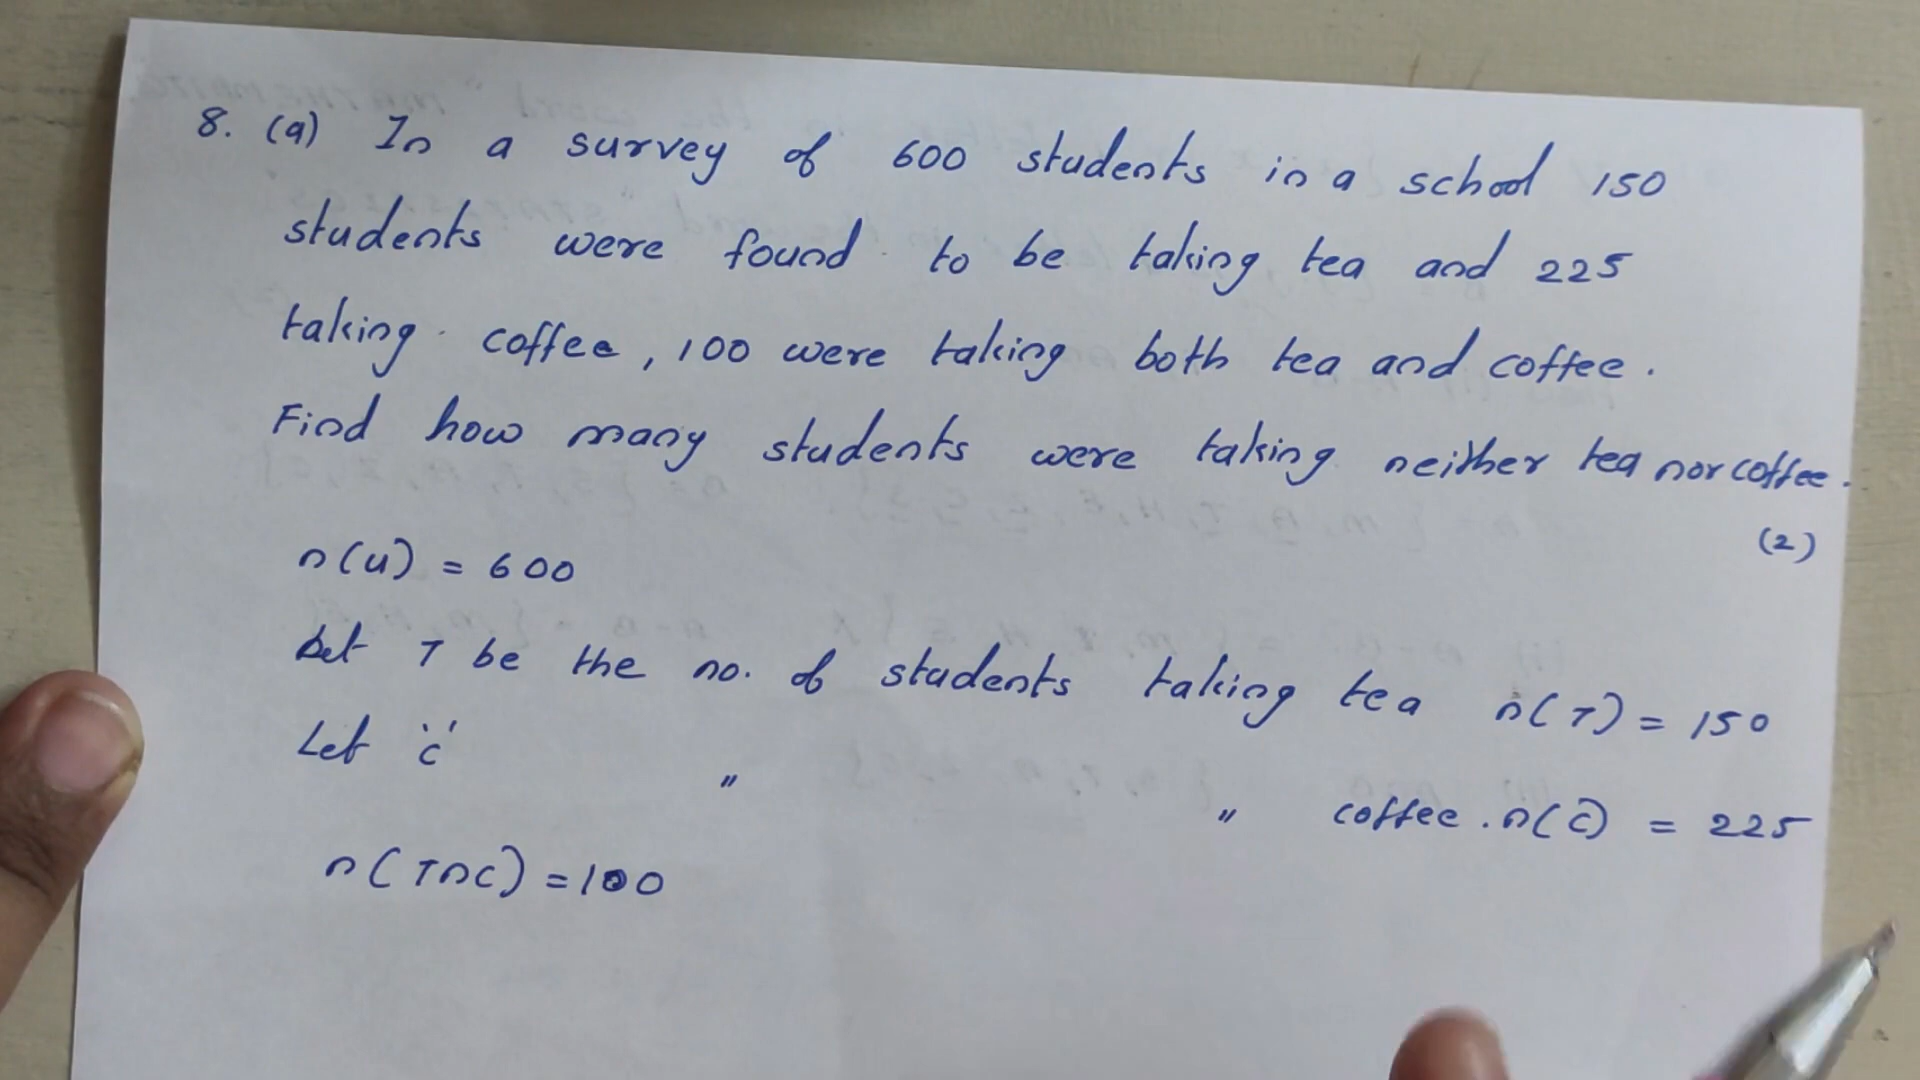 8. (a) In a survey of 600 students in a school 150
students were found to be taking tea and 225
taking coffee, 100 were taking both tea and coffee.
Find how many students were taking neither tea nor coffee.
(2)
n(U) = 600
Let T be the no. of students taking tea n(T) = 150
Let 'c' " " coffee. n(C) = 225
n(T∩C) = 100